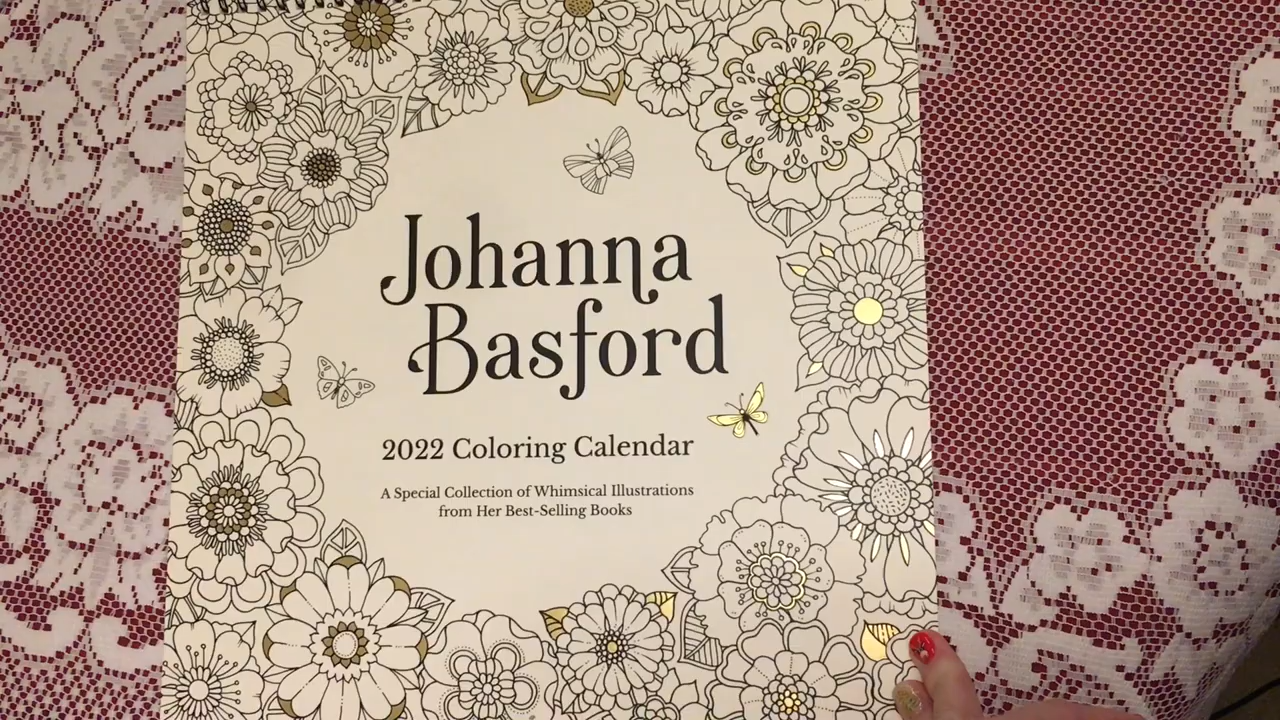 Johanna
Basford
2022 Coloring Calendar
A Special Collection of Whimsical Illustrations
from Her Best-Selling Books